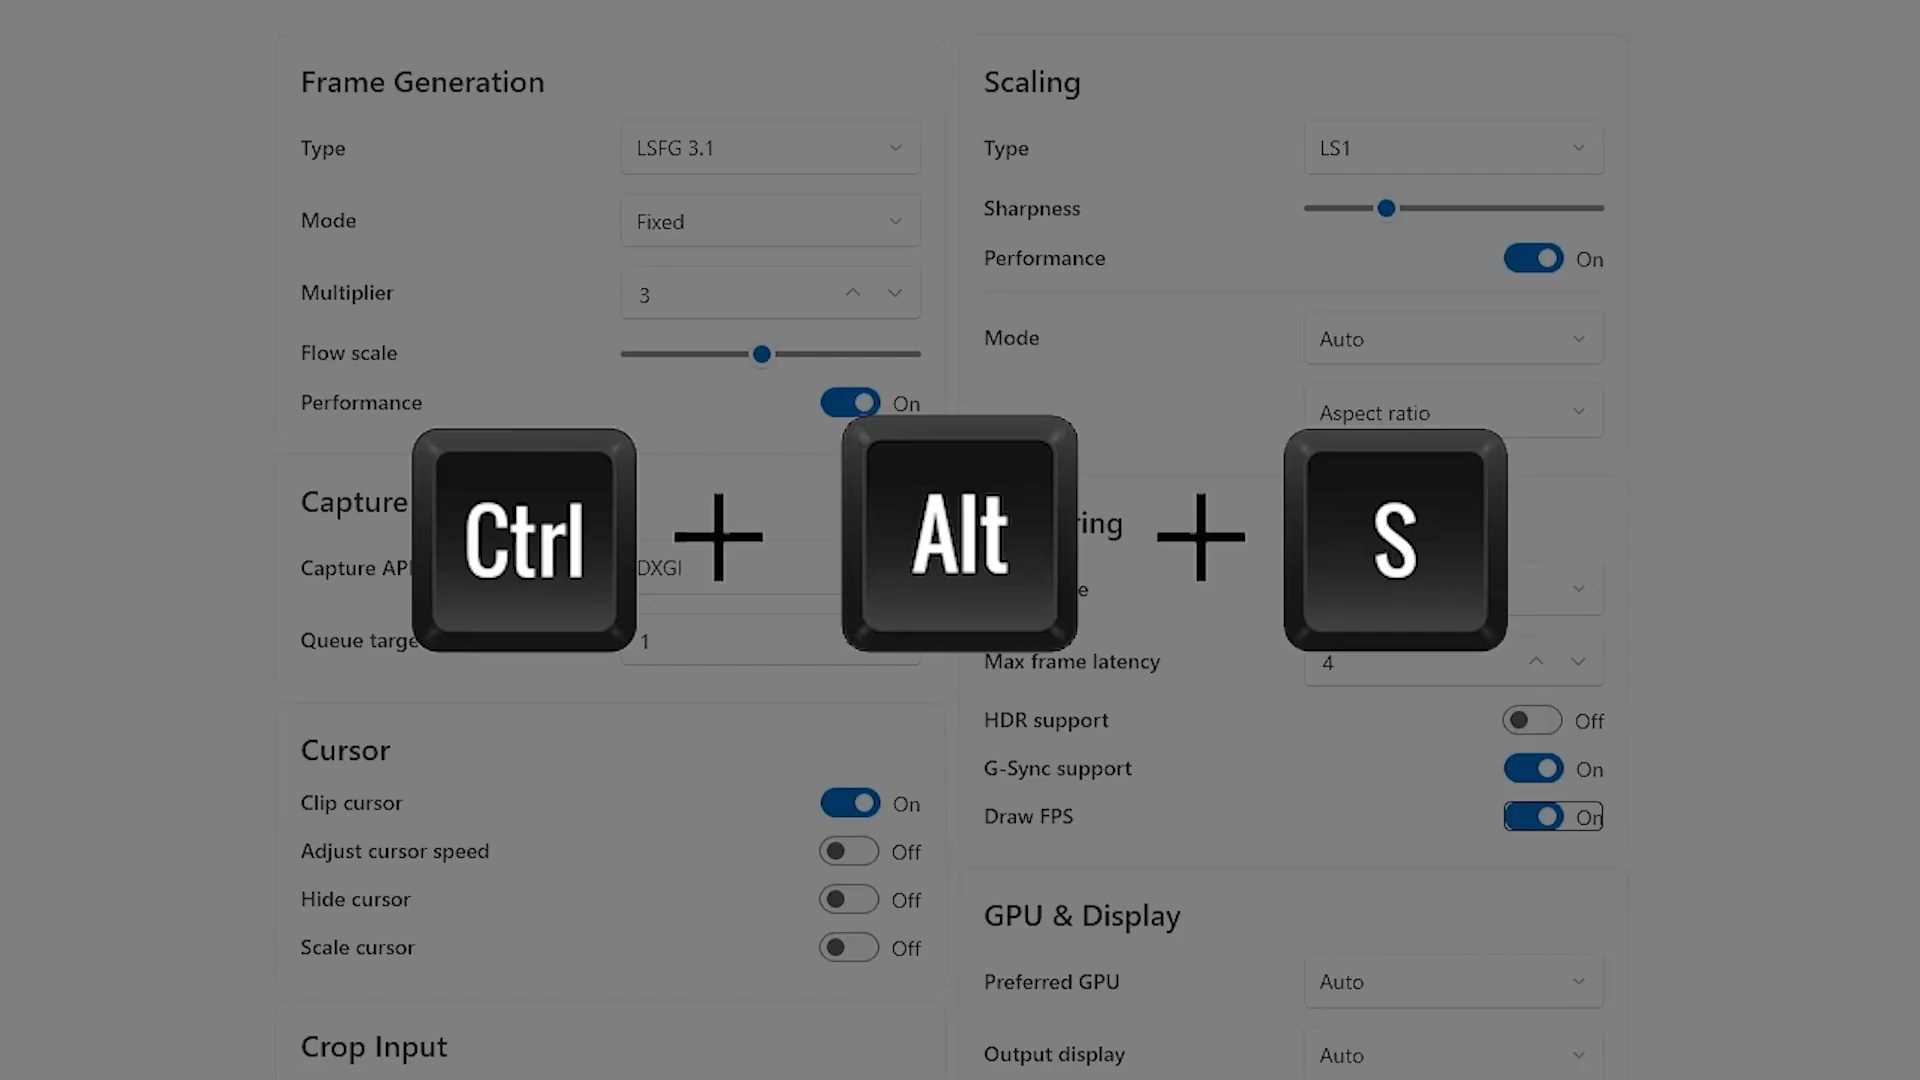 Frame Generation
Type
LSFG 3.1
Mode
Fixed
Multiplier
3
Flow scale
Performance
On
Capture
Capture API
DXGI
Queue targe
1
Cursor
Clip cursor
On
Adjust cursor speed
Off
Hide cursor
Off
Scale cursor
Off
Crop Input
Scaling
Type
LS1
Sharpness
Performance
On
Mode
Auto
Aspect ratio
ring
e
Max frame latency
4
HDR support
Off
G-Sync support
On
Draw FPS
On
GPU & Display
Preferred GPU
Auto
Output display
Auto
Ctrl + Alt + S